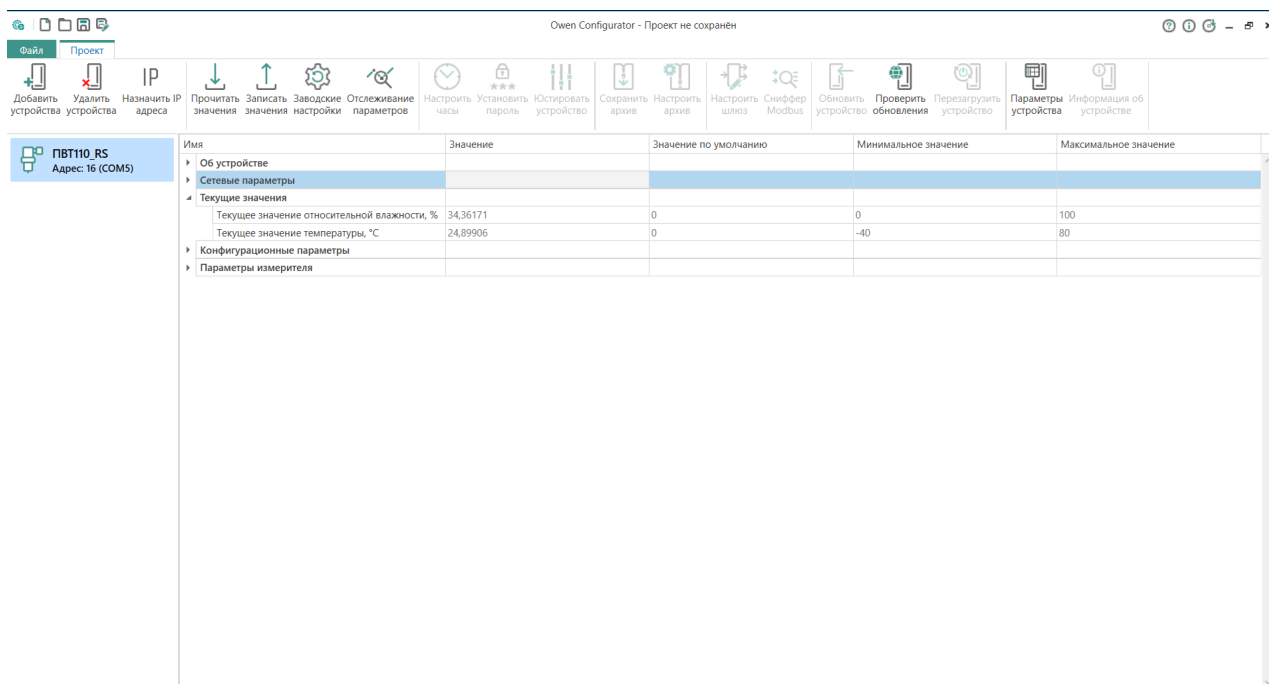 Owen Configurator - Проект не сохранён
Файл Проект
Добавить устройства
Удалить устройства
Назначить IP адреса
Прочитать значения
Записать значения
Заводские настройки
Отслеживание параметров
Настроить часы
Установить пароль
Юстировать устройство
Сохранить архив
Настроить архив
Настроить шлюз
Сниффер Modbus
Обновить устройство
Проверить обновления
Перезагрузить устройство
Параметры устройства
Информация об устройстве
ПВТ110_RS
Адрес: 16 (COM5)
Имя Значение Значение по умолчанию Минимальное значение Максимальное значение
Об устройстве
Сетевые параметры
Текущие значения
Текущее значение относительной влажности, % 34,36171 0 0 100
Текущее значение температуры, °C 24,89906 0 -40 80
Конфигурационные параметры
Параметры измерителя